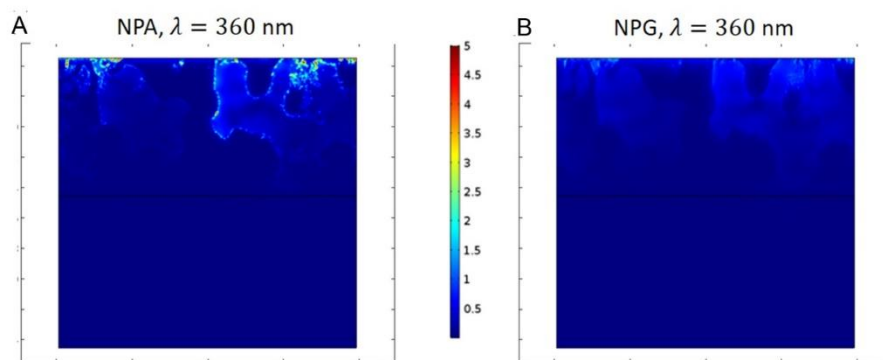 A
NPA, λ = 360 nm
B
NPG, λ = 360 nm
5
4.5
4
3.5
3
2.5
2
1.5
1
0.5